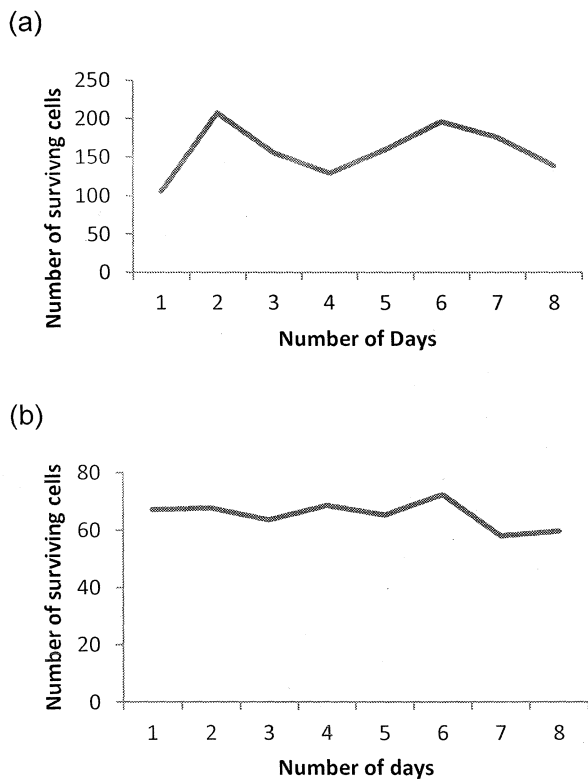 (a)
Number of survivng cells
250
200
150
100
50
0
1 2 3 4 5 6 7 8
Number of Days
(b)
Number of surviving cells
80
60
40
20
0
1 2 3 4 5 6 7 8
Number of days